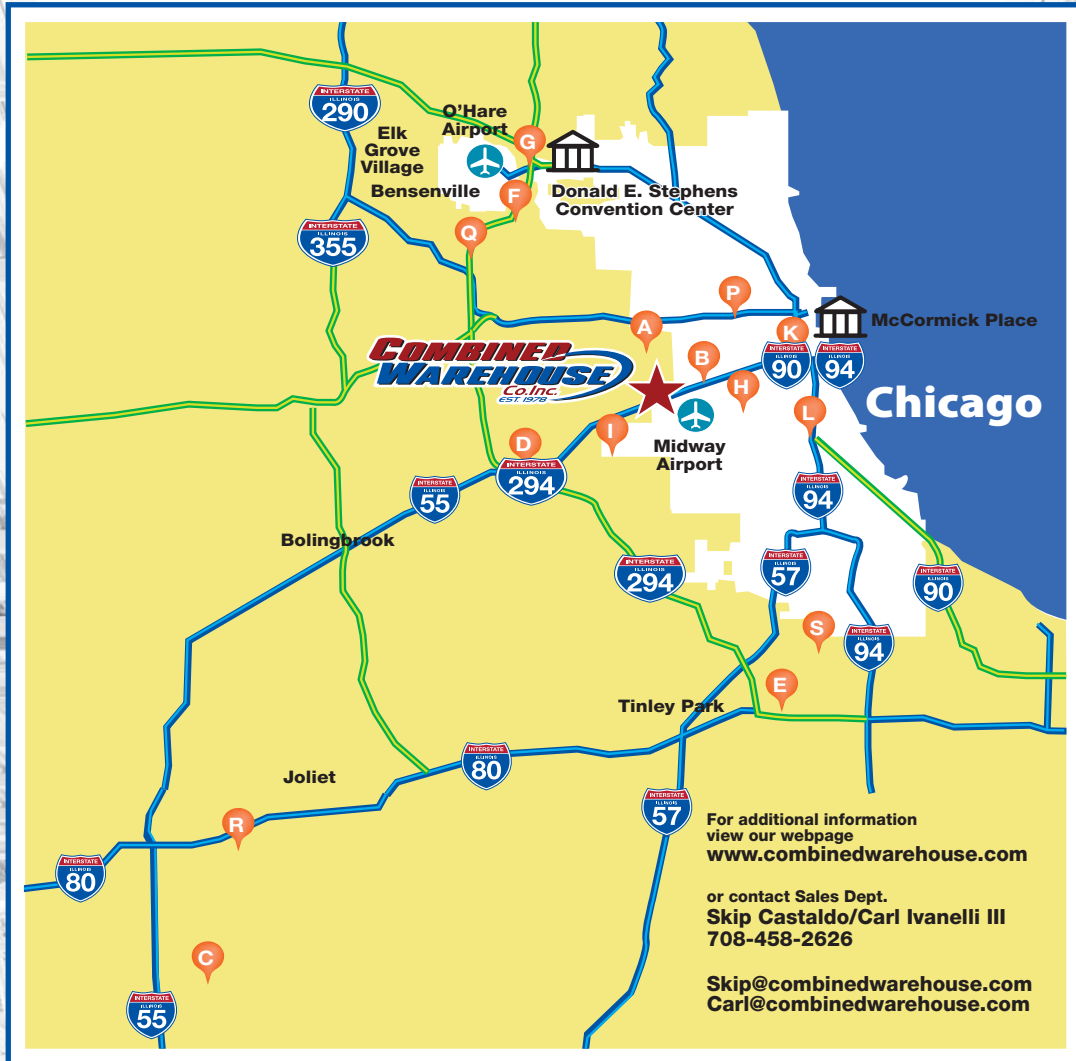 INTERSTATE
ILLINOIS
290
O'Hare
Airport
Elk
Grove
Village
G
Bensenville
F
Donald E. Stephens
Convention Center
INTERSTATE
ILLINOIS
355
Q
P
A
K
McCormick Place
COMBINED
WAREHOUSE
Co.Inc.
EST. 1978
B
INTERSTATE
ILLINOIS
90
INTERSTATE
ILLINOIS
94
H
Chicago
I
L
D
Midway
Airport
INTERSTATE
ILLINOIS
294
INTERSTATE
ILLINOIS
55
INTERSTATE
ILLINOIS
94
Bolingbrook
INTERSTATE
ILLINOIS
294
INTERSTATE
ILLINOIS
57
INTERSTATE
ILLINOIS
90
S
INTERSTATE
ILLINOIS
94
E
Tinley Park
INTERSTATE
ILLINOIS
80
Joliet
INTERSTATE
ILLINOIS
57
R
INTERSTATE
ILLINOIS
80
C
INTERSTATE
ILLINOIS
55
For additional information
view our webpage
www.combinedwarehouse.com
or contact Sales Dept.
Skip Castaldo/Carl Ivanelli III
708-458-2626
Skip@combinedwarehouse.com
Carl@combinedwarehouse.com